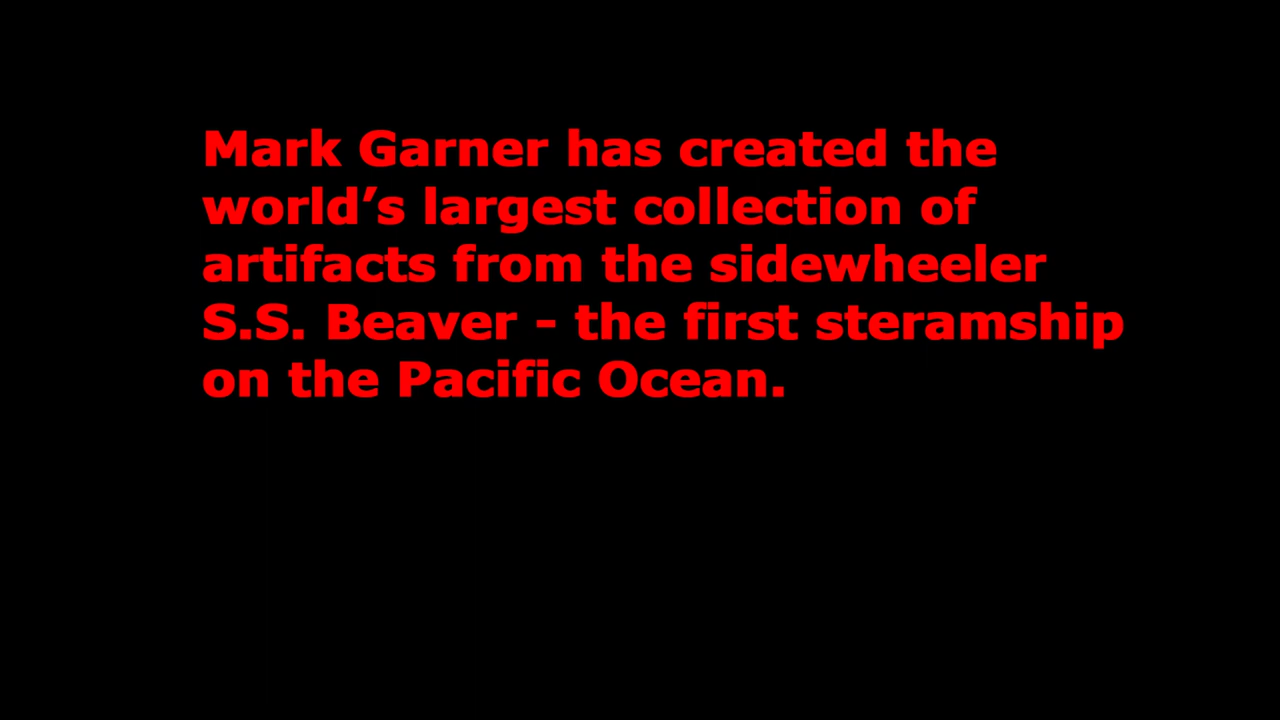 Mark Garner has created the
world’s largest collection of
artifacts from the sidewheeler
S.S. Beaver - the first steramship
on the Pacific Ocean.